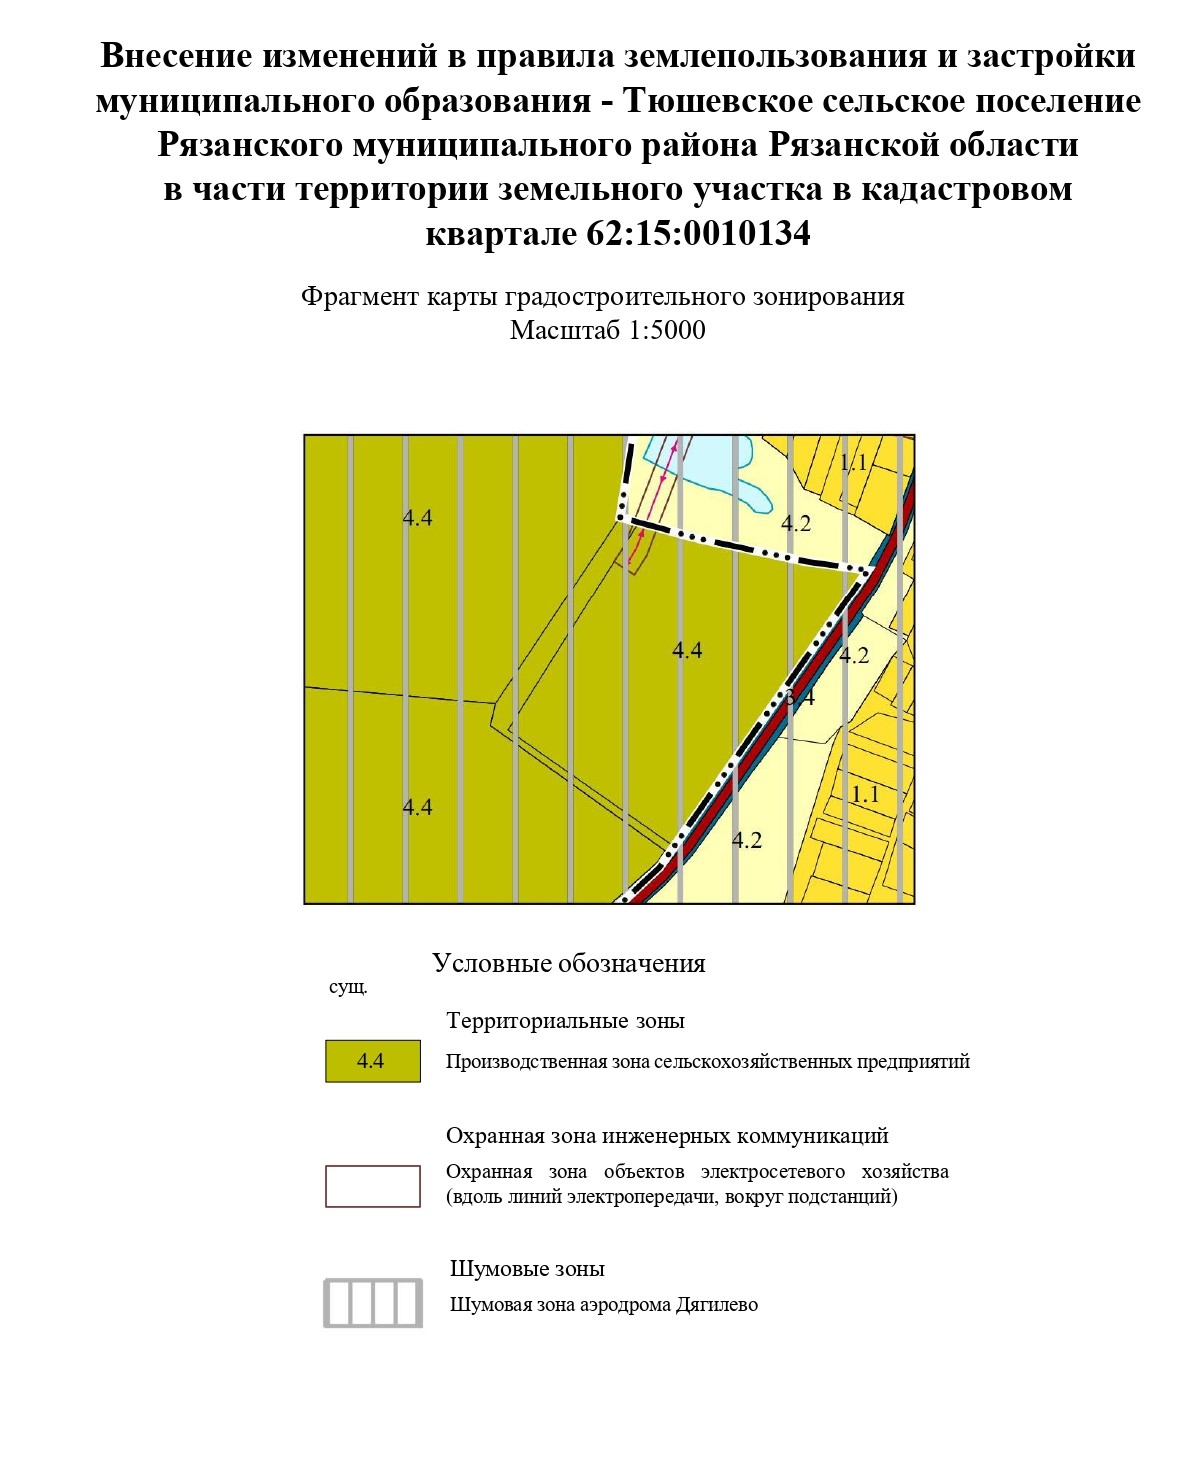 Внесение изменений в правила землепользования и застройки
муниципального образования - Тюшевское сельское поселение
Рязанского муниципального района Рязанской области
в части территории земельного участка в кадастровом
квартале 62:15:0010134
Фрагмент карты градостроительного зонирования
Масштаб 1:5000
1.1
4.4
4.2
4.4
4.2
3.4
1.1
4.4
4.2
Условные обозначения
сущ.
Территориальные зоны
4.4
Производственная зона сельскохозяйственных предприятий
Охранная зона инженерных коммуникаций
Охранная зона объектов электросетевого хозяйства
(вдоль линий электропередачи, вокруг подстанций)
Шумовые зоны
Шумовая зона аэродрома Дягилево